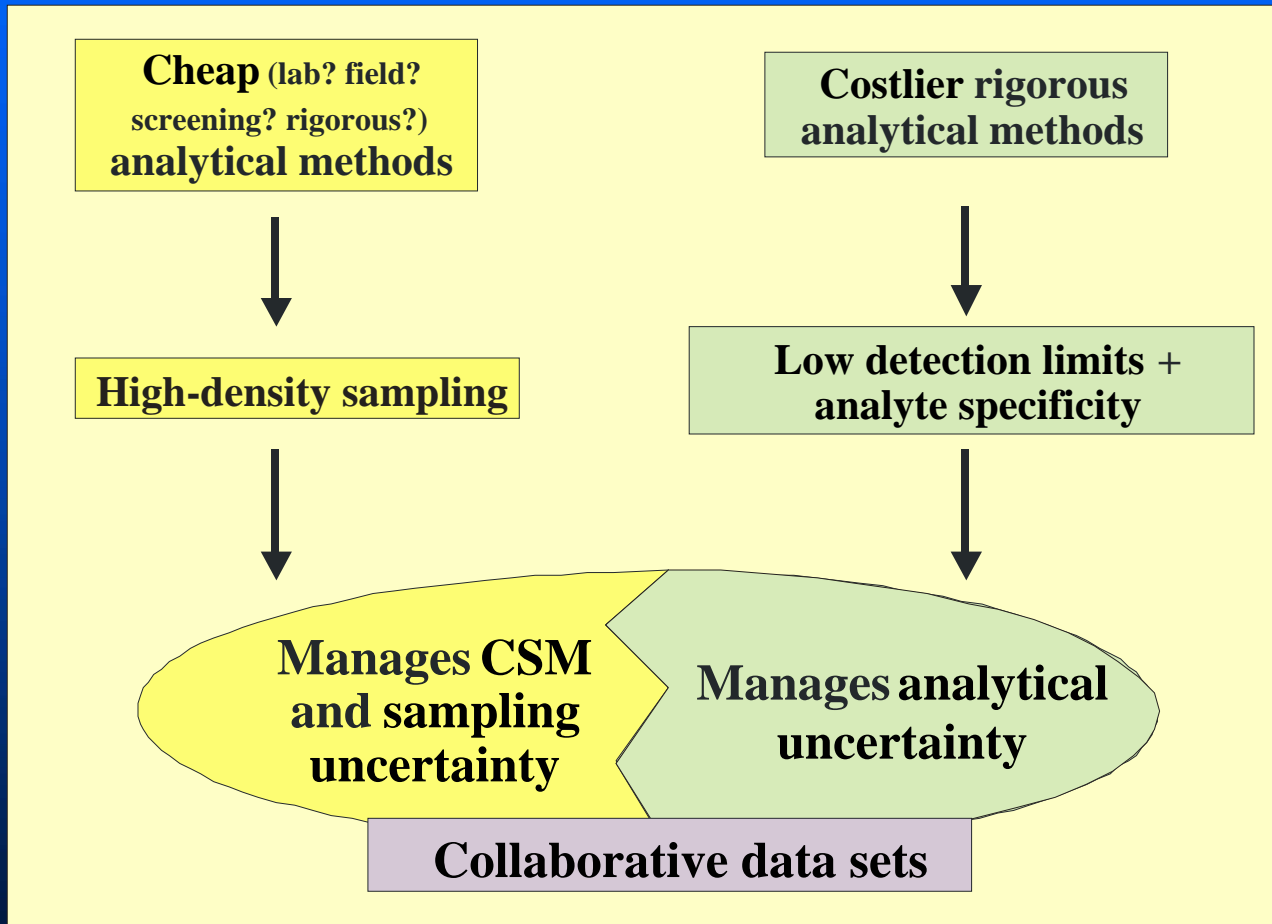 Cheap (lab? field?
screening? rigorous?)
analytical methods
Costlier rigorous
analytical methods
High-density sampling
Low detection limits +
analyte specificity
Manages CSM
and sampling
uncertainty
Manages analytical
uncertainty
Collaborative data sets